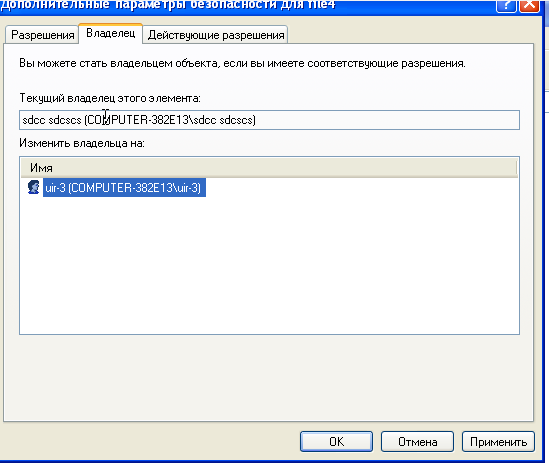 Дополнительные параметры безопасности для file4
Разрешения Владелец Действующие разрешения
Вы можете стать владельцем объекта, если вы имеете соответствующие разрешения.
Текущий владелец этого элемента:
sdcc sdcscs (COMPUTER-382E13\sdcc sdcscs)
Изменить владельца на:
Имя
uir-3 (COMPUTER-382E13\uir-3)
OK Отмена Применить